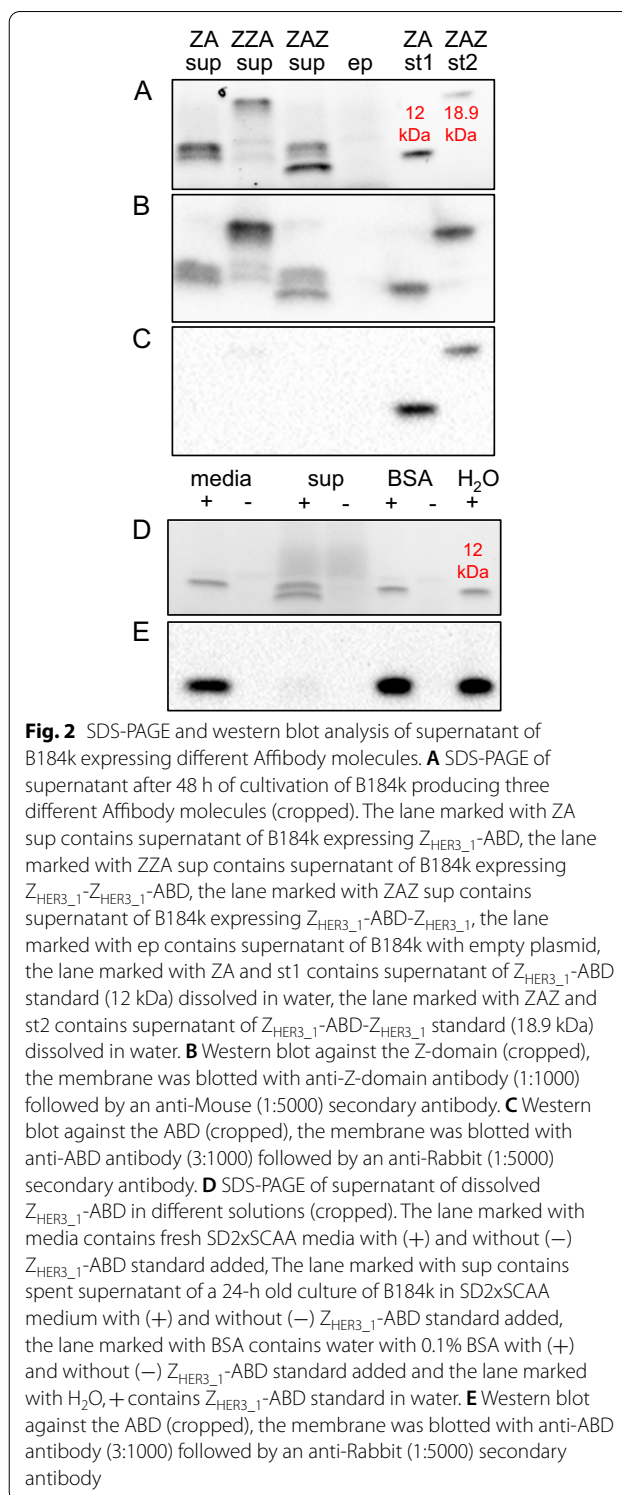 ZA ZZA ZAZ ZA ZAZ
sup sup sup ep st1 st2
A
12 18.9
kDa kDa
B
C
media sup BSA H₂O
+ - + - + - +
D
12
kDa
E
Fig. 2 SDS-PAGE and western blot analysis of supernatant of
B184k expressing different Affibody molecules. A SDS-PAGE of
supernatant after 48 h of cultivation of B184k producing three
different Affibody molecules (cropped). The lane marked with ZA
sup contains supernatant of B184k expressing Z_HER3_1-ABD, the lane
marked with ZZA sup contains supernatant of B184k expressing
Z_HER3_1-Z_HER3_1-ABD, the lane marked with ZAZ sup contains
supernatant of B184k expressing Z_HER3_1-ABD-Z_HER3_1, the lane
marked with ep contains supernatant of B184k with empty plasmid,
the lane marked with ZA and st1 contains supernatant of Z_HER3_1-ABD
standard (12 kDa) dissolved in water, the lane marked with ZAZ and
st2 contains supernatant of Z_HER3_1-ABD-Z_HER3_1 standard (18.9 kDa)
dissolved in water. B Western blot against the Z-domain (cropped),
the membrane was blotted with anti-Z-domain antibody (1:1000)
followed by an anti-Mouse (1:5000) secondary antibody. C Western
blot against the ABD (cropped), the membrane was blotted with
anti-ABD antibody (3:1000) followed by an anti-Rabbit (1:5000)
secondary antibody. D SDS-PAGE of supernatant of dissolved
Z_HER3_1-ABD in different solutions (cropped). The lane marked with
media contains fresh SD2xSCAA media with (+) and without (−)
Z_HER3_1-ABD standard added, The lane marked with sup contains
spent supernatant of a 24-h old culture of B184k in SD2xSCAA
medium with (+) and without (−) Z_HER3_1-ABD standard added,
the lane marked with BSA contains water with 0.1% BSA with (+)
and without (−) Z_HER3_1-ABD standard added and the lane marked
with H₂O, + contains Z_HER3_1-ABD standard in water. E Western blot
against the ABD (cropped), the membrane was blotted with anti-ABD
antibody (3:1000) followed by an anti-Rabbit (1:5000) secondary
antibody